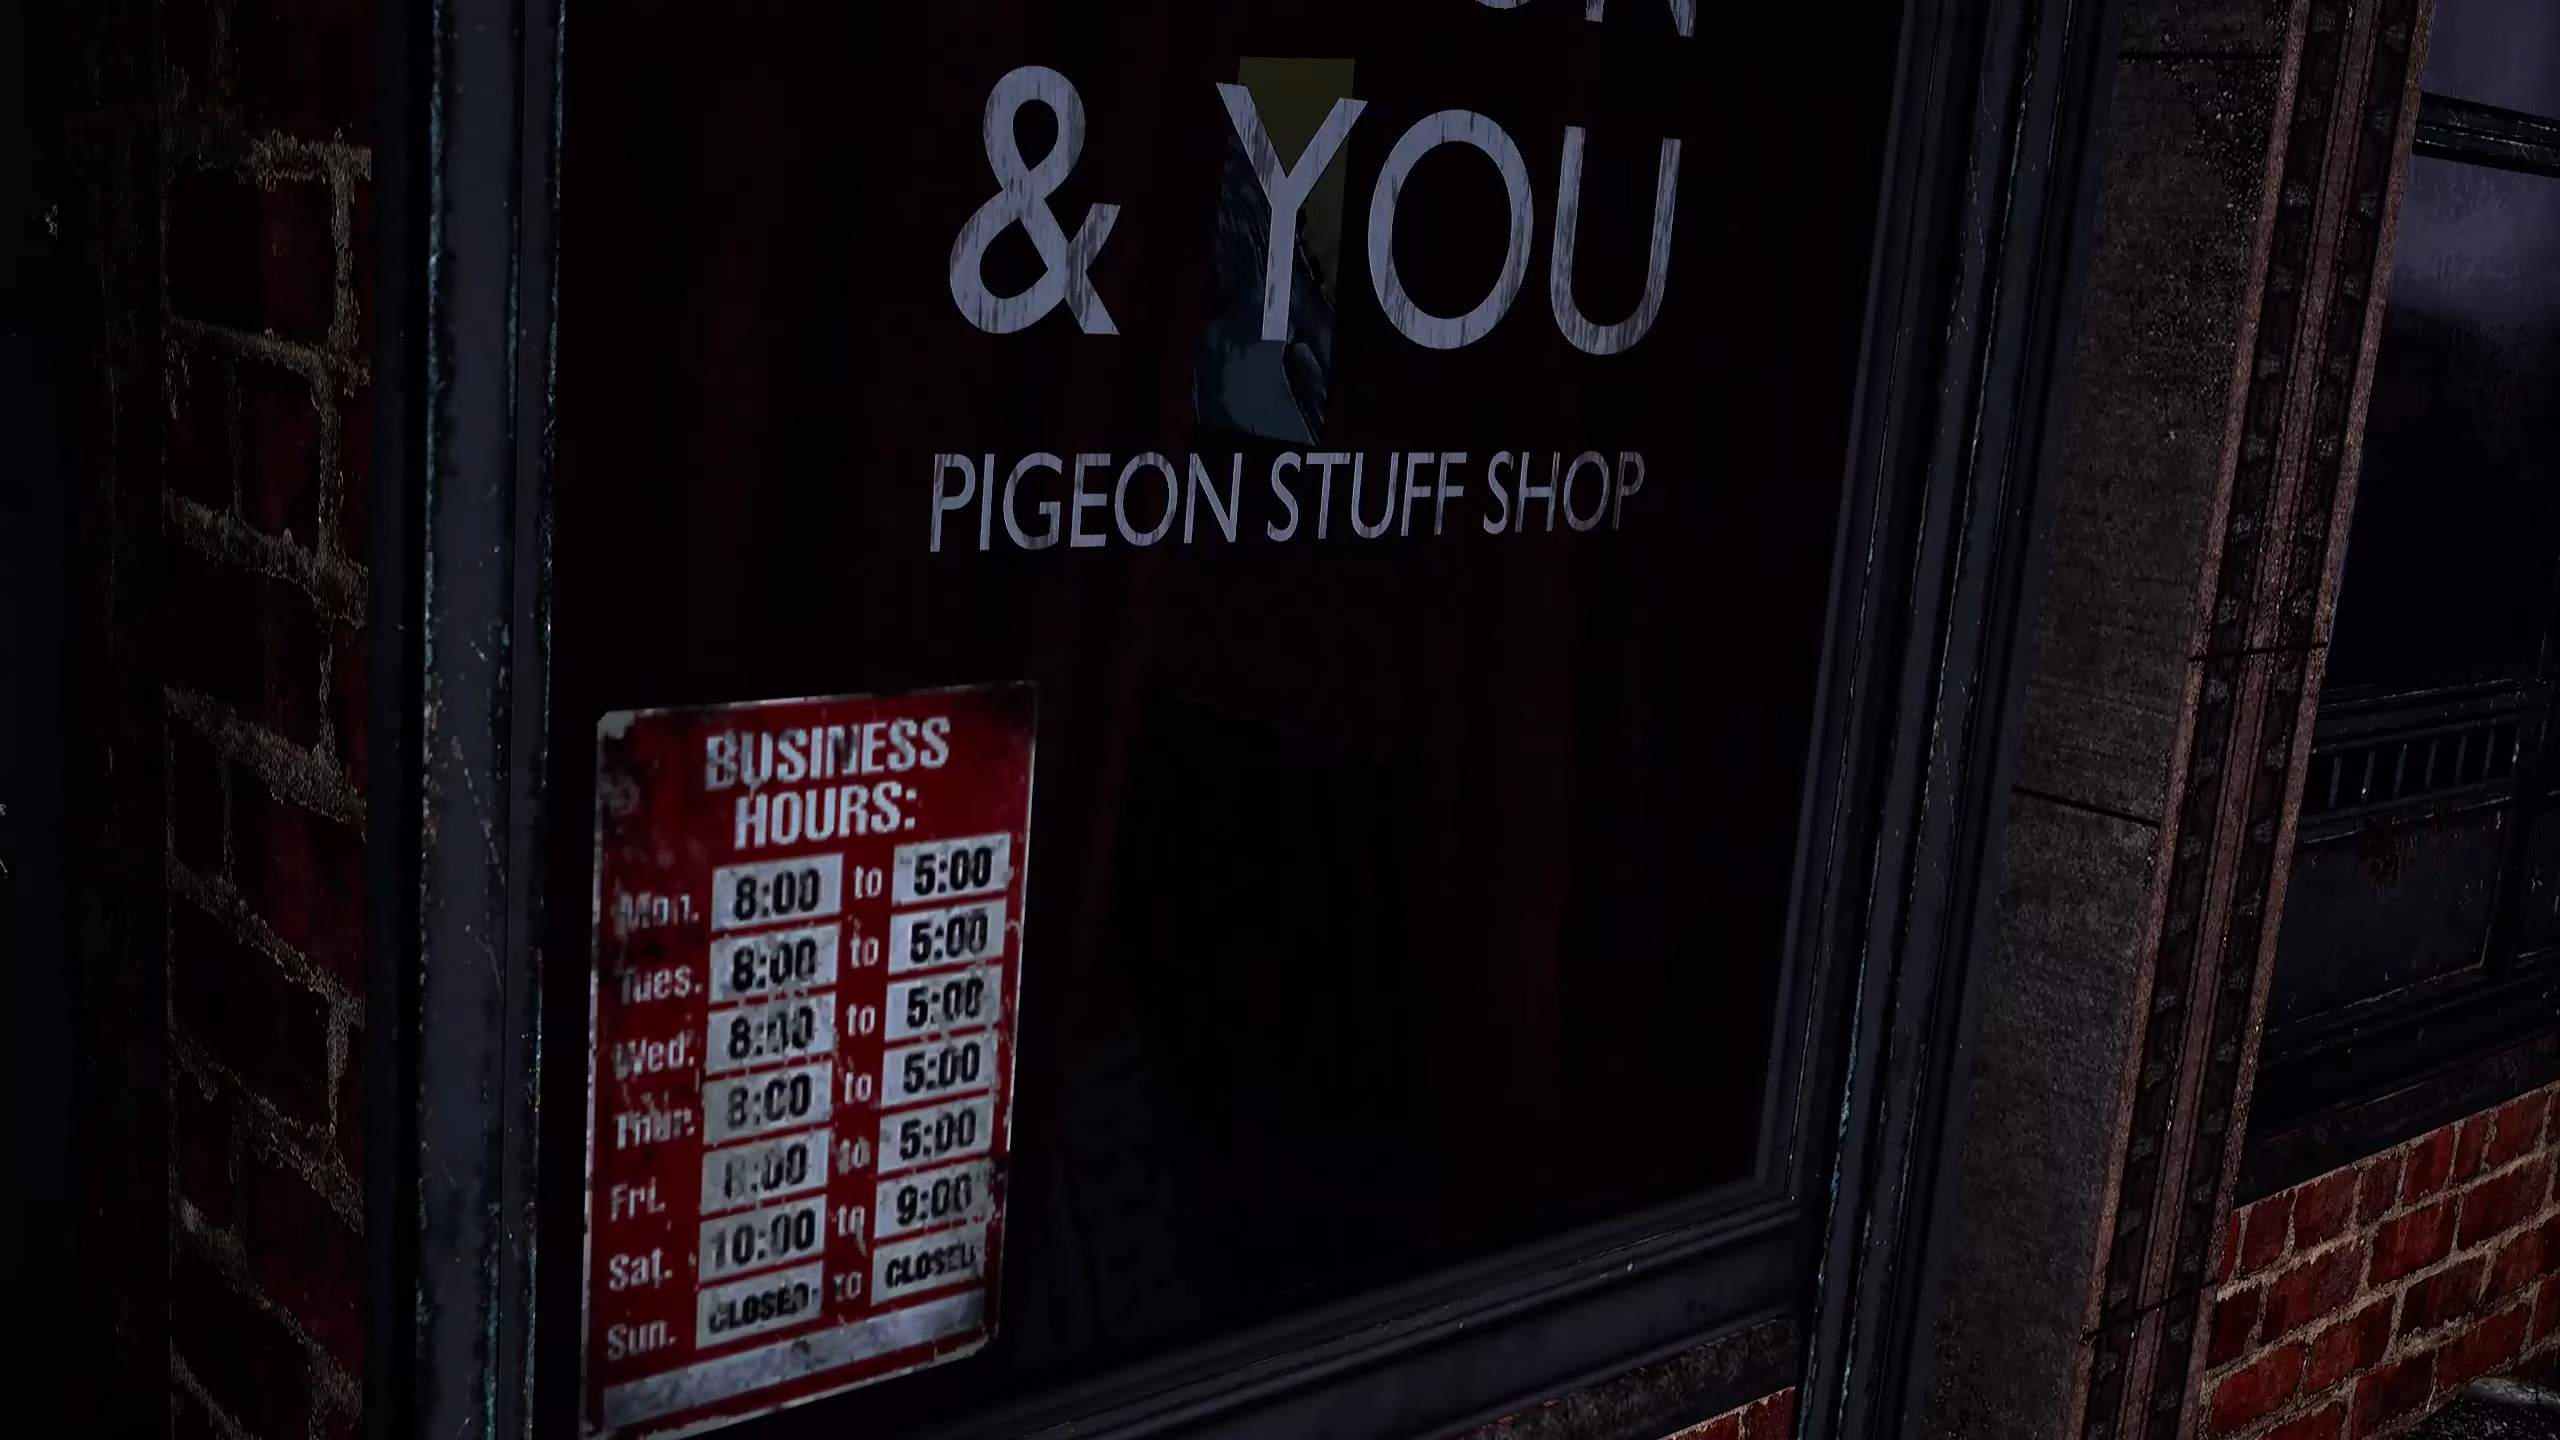 & YOU
PIGEON STUFF SHOP
BUSINESS
HOURS:
Mon. 8:00 to 5:00
Tues. 8:00 to 5:00
Wed. 8:00 to 5:00
Thur. 8:00 to 5:00
Fri. 8:00 to 5:00
Sat. 10:00 to 9:00
Sun. CLOSED to CLOSED